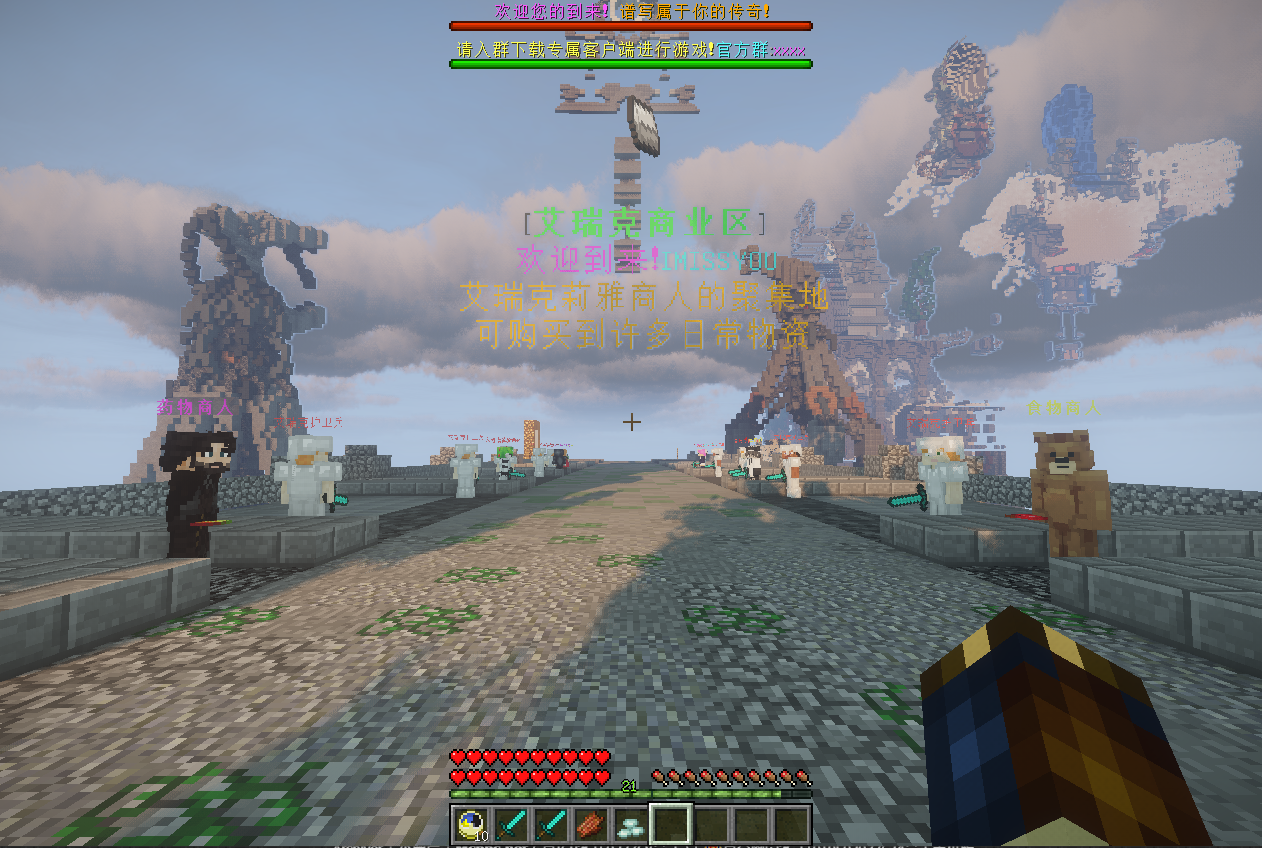 欢迎您的到来! 谱写属于你的传奇!
请入群下载专属客户端进行游戏!官方群:xxxx
[艾瑞克商业区]
欢迎到来!IMISSYOU
艾瑞克莉雅商人的聚集地
可购买到许多日常物资
药物商人
食物商人
21
10